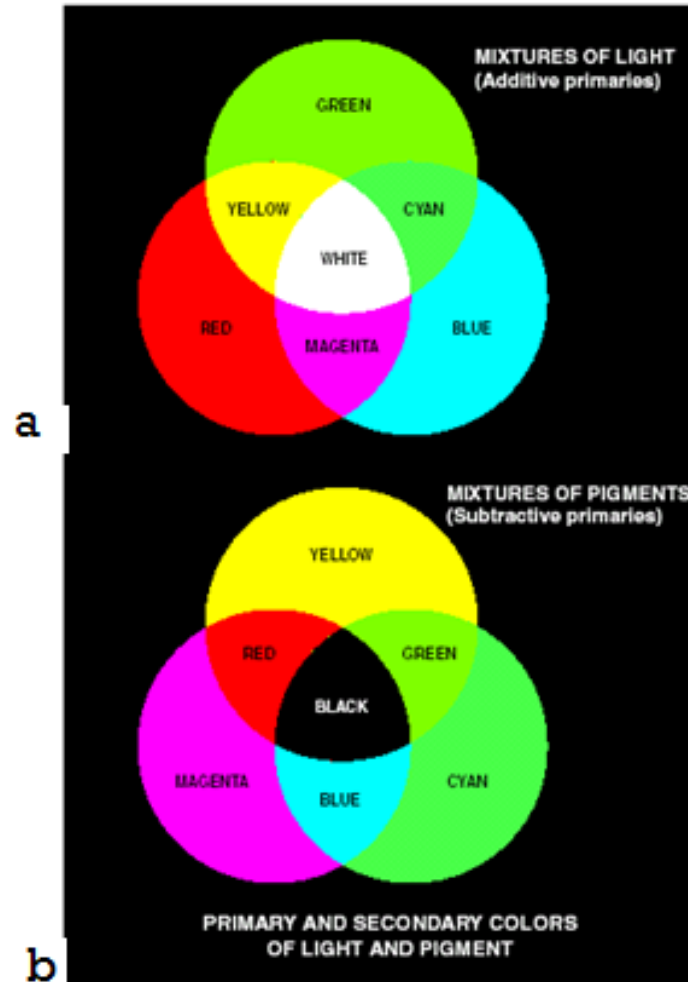 MIXTURES OF LIGHT
(Additive primaries)
GREEN
YELLOW
CYAN
WHITE
RED
MAGENTA
BLUE
a
MIXTURES OF PIGMENTS
(Subtractive primaries)
YELLOW
RED
GREEN
BLACK
MAGENTA
BLUE
CYAN
PRIMARY AND SECONDARY COLORS
OF LIGHT AND PIGMENT
b